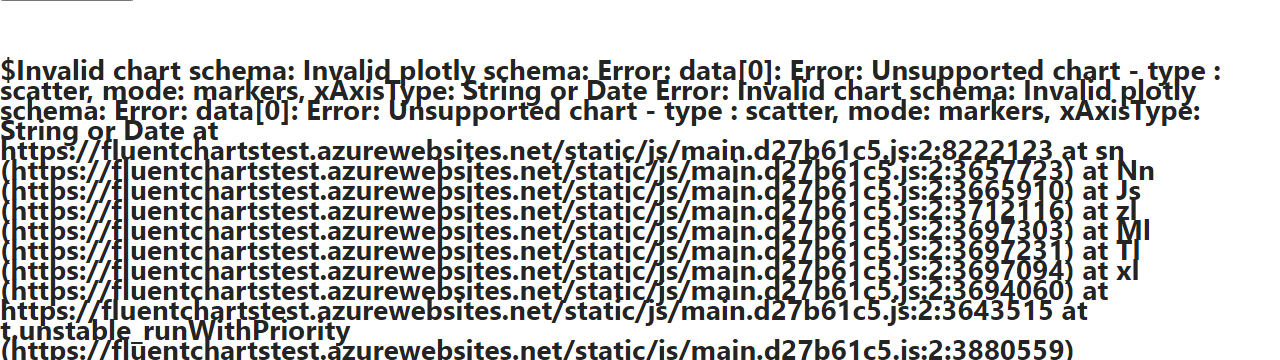 $Invalid chart schema: Invalid plotly schema: Error: data[0]: Error: Unsupported chart - type :
scatter, mode: markers, xAxisType: String or Date Error: Invalid chart schema: Invalid plotly
schema: Error: data[0]: Error: Unsupported chart - type : scatter, mode: markers, xAxisType:
String or Date at
https://fluentchartstest.azurewebsites.net/static/js/main.d27b61c5.js:2:8222123 at sn
(https://fluentchartstest.azurewebsites.net/static/js/main.d27b61c5.js:2:3657723) at Nn
(https://fluentchartstest.azurewebsites.net/static/js/main.d27b61c5.js:2:3665910) at Js
(https://fluentchartstest.azurewebsites.net/static/js/main.d27b61c5.js:2:3712116) at zl
(https://fluentchartstest.azurewebsites.net/static/js/main.d27b61c5.js:2:3697303) at Ml
(https://fluentchartstest.azurewebsites.net/static/js/main.d27b61c5.js:2:3697231) at Tl
(https://fluentchartstest.azurewebsites.net/static/js/main.d27b61c5.js:2:3697094) at xl
(https://fluentchartstest.azurewebsites.net/static/js/main.d27b61c5.js:2:3694060) at
https://fluentchartstest.azurewebsites.net/static/js/main.d27b61c5.js:2:3643515 at
t.unstable_runWithPriority
(https://fluentchartstest.azurewebsites.net/static/js/main.d27b61c5.js:2:3880559)